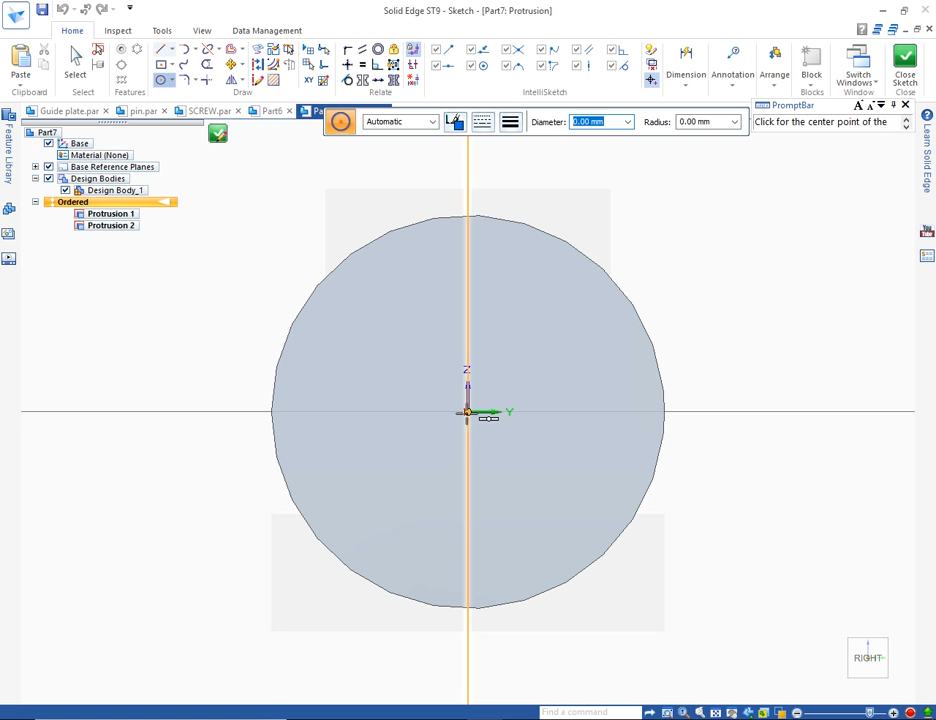 Solid Edge ST9 - Sketch - [Part7: Protrusion]
Home Inspect Tools View Data Management
Paste
Select
XY
Dimension
Annotation
Arrange
Block
Switch Windows
Close Sketch
Clipboard Select Features Draw Relate IntelliSketch Blocks Window Close
Guide plate.par pin.par SCREW.par Part6 Pa
Automatic Diameter: 0.00 mm Radius: 0.00 mm
PromptBar
Click for the center point of the
Feature Library
Learn Solid Edge
You
Part7
Base
Material (None)
Base Reference Planes
Design Bodies
Design Body_1
Ordered
Protrusion 1
Protrusion 2
Z
Y
RIGHT
Find a command